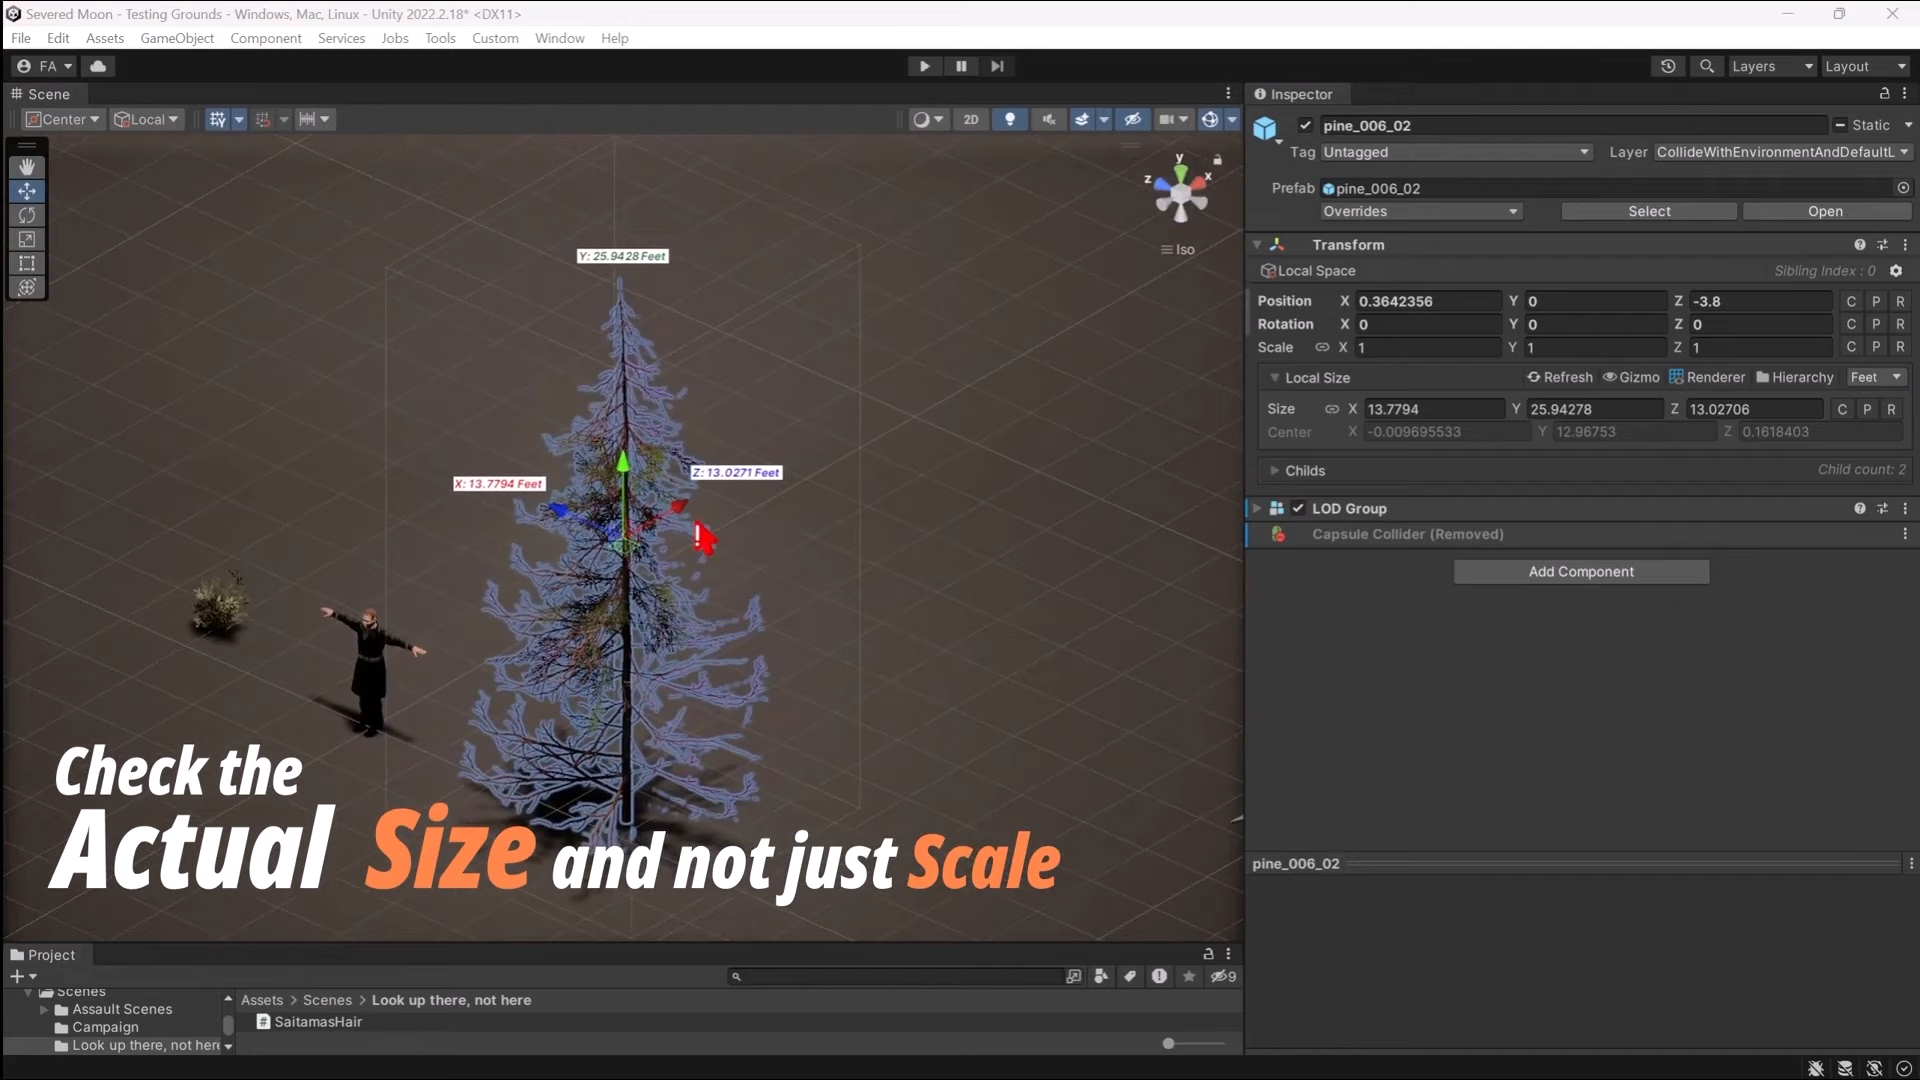 Severed Moon - Testing Grounds - Windows, Mac, Linux - Unity 2022.2.18* <DX11>
File Edit Assets GameObject Component Services Jobs Tools Custom Window Help
FA Layers Layout
Scene
Center Local 2D
Y: 25.9428 Feet
X: 13.7794 Feet
Z: 13.0271 Feet
y
z
x
Iso
Check the
Actual Size and not just Scale
Inspector
pine_006_02 Static
Tag Untagged Layer CollideWithEnvironmentAndDefaultL
Prefab pine_006_02
Overrides Select Open
Transform
Local Space Sibling Index : 0
Position X 0.3642356 Y 0 Z -3.8 C P R
Rotation X 0 Y 0 Z 0 C P R
Scale X 1 Y 1 Z 1 C P R
Local Size Refresh Gizmo Renderer Hierarchy Feet
Size X 13.7794 Y 25.94278 Z 13.02706 C P R
Center X -0.009695533 Y 12.96753 Z 0.1618403
Childs Child count: 2
LOD Group
Capsule Collider (Removed)
Add Component
pine_006_02
Project
9
Scenes
Assault Scenes
Campaign
Look up there, not here
Assets > Scenes > Look up there, not here
SaitamasHair